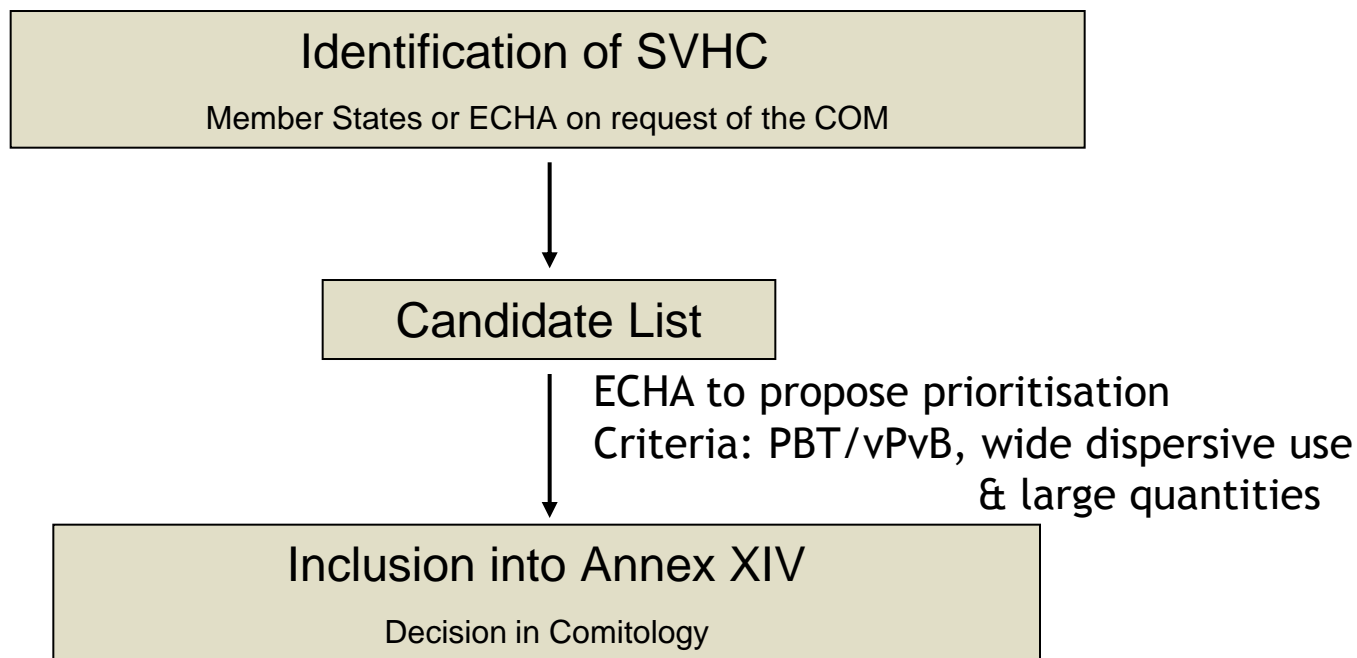 Identification of SVHC
Member States or ECHA on request of the COM
Candidate List
ECHA to propose prioritisation
Criteria: PBT/vPvB, wide dispersive use
& large quantities
Inclusion into Annex XIV
Decision in Comitology